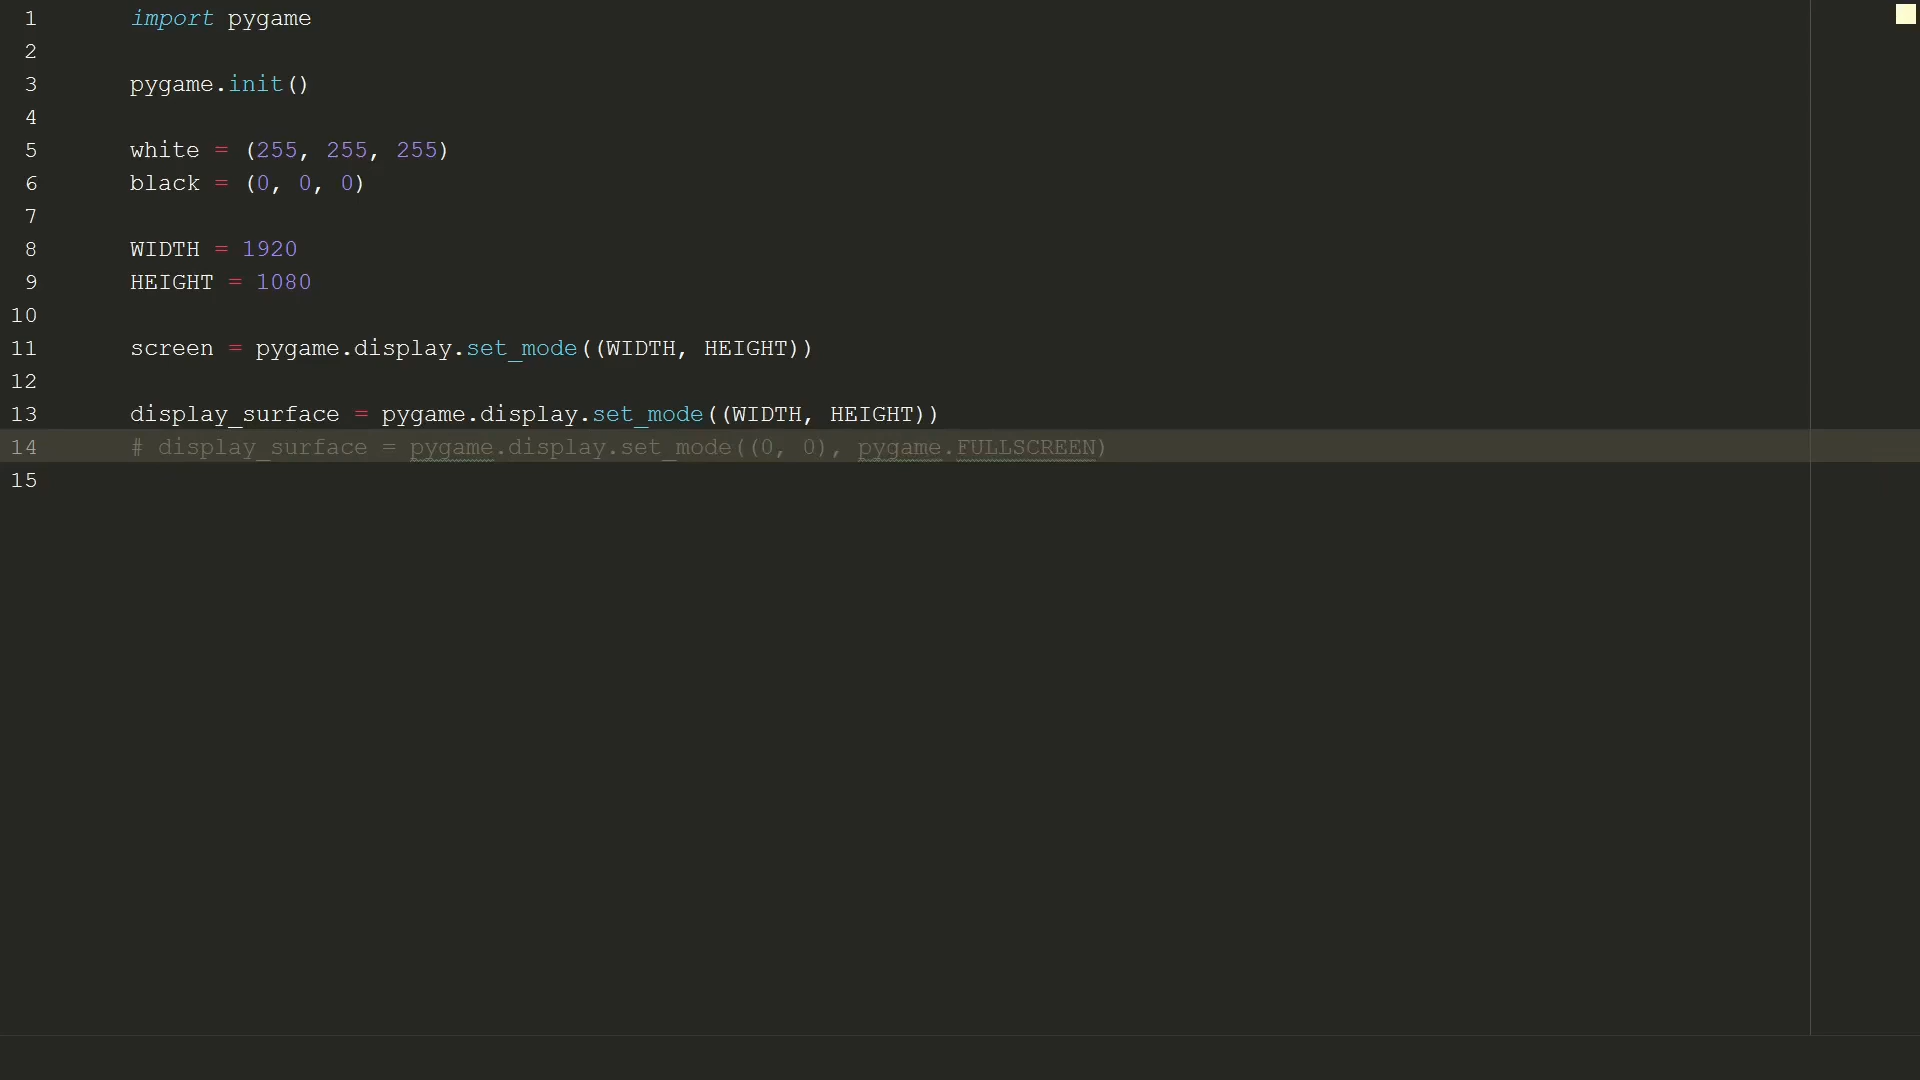 1 import pygame
2
3 pygame.init()
4
5 white = (255, 255, 255)
6 black = (0, 0, 0)
7
8 WIDTH = 1920
9 HEIGHT = 1080
10
11 screen = pygame.display.set_mode((WIDTH, HEIGHT))
12
13 display_surface = pygame.display.set_mode((WIDTH, HEIGHT))
14 # display_surface = pygame.display.set_mode((0, 0), pygame.FULLSCREEN)
15